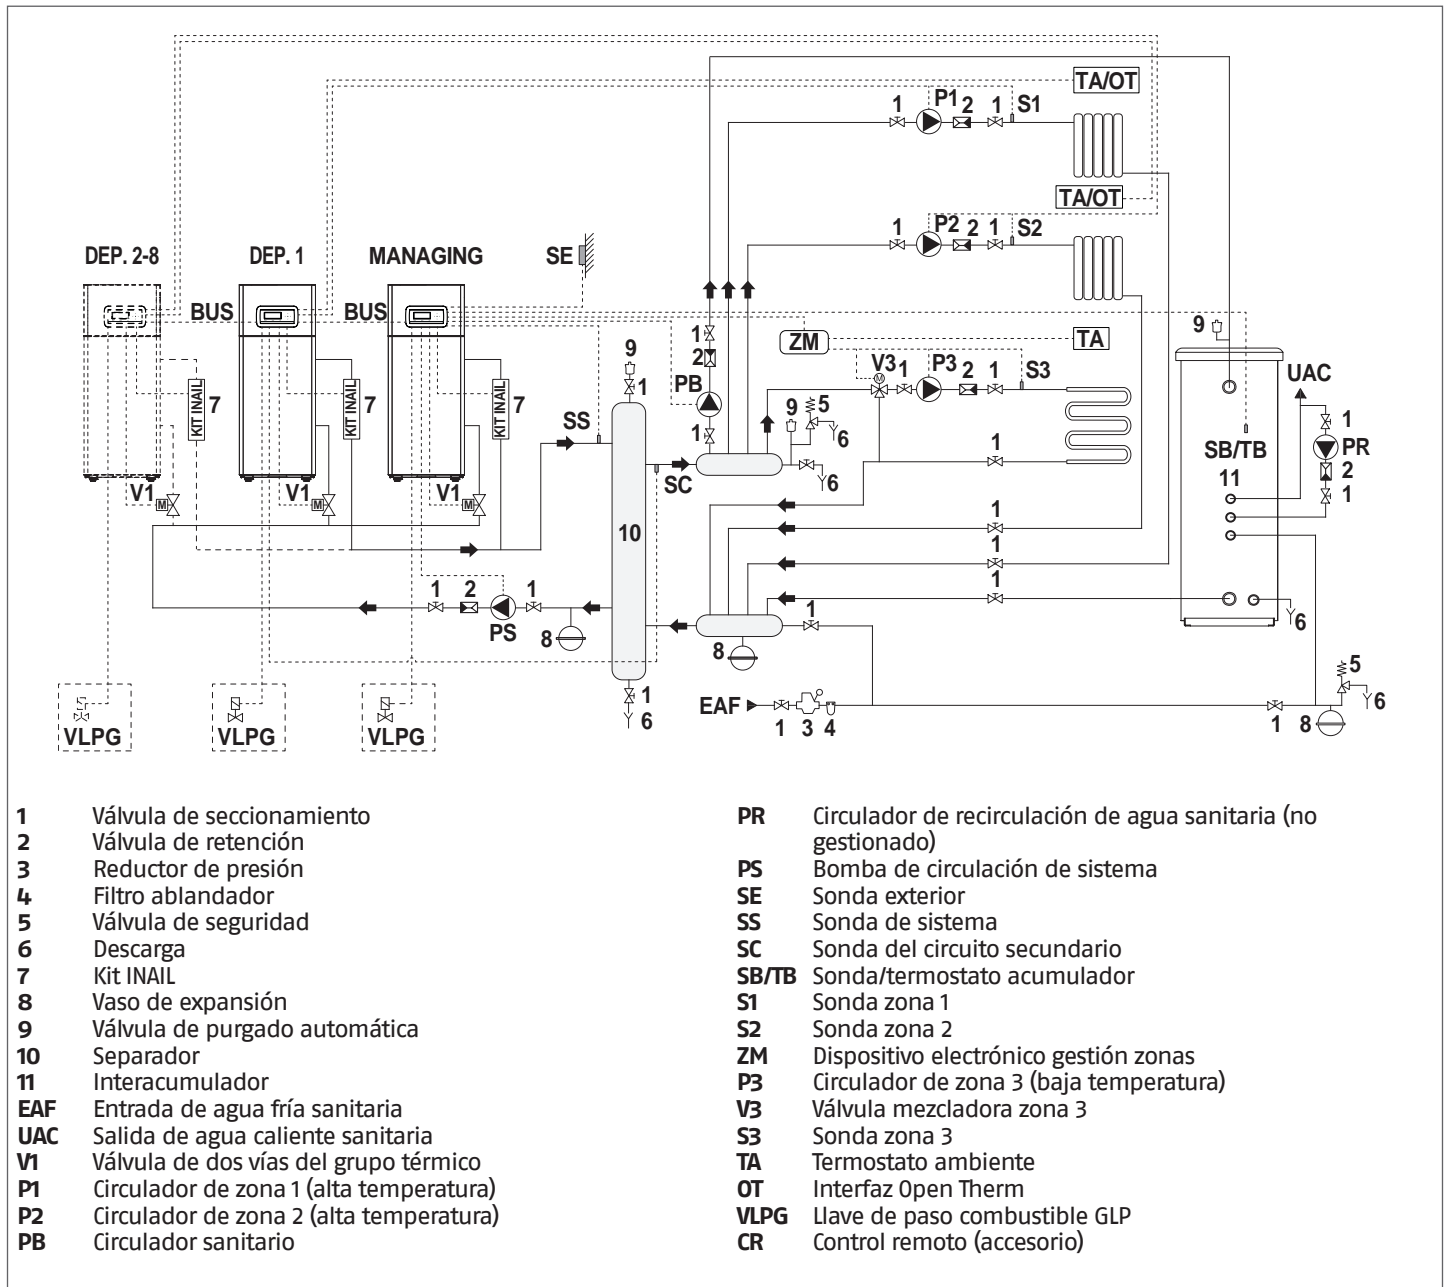 TA/OT
1
P1
2
1
S1
TA/OT
1
P2
2
1
S2
DEP. 2-8
DEP. 1
MANAGING
SE
BUS
BUS
ZM
TA
9
1
2
PB
1
9
1
V3
1
P3
2
1
S3
9
5
6
6
UAC
1
PR
2
1
SB/TB
11
KIT INAIL
7
KIT INAIL
7
KIT INAIL
7
SS
SC
1
V1
M
V1
M
V1
M
M
10
1
1
1
1
2
1
PS
8
1
8
6
1
6
EAF
1
3
4
1
8
5
6
VLPG
VLPG
VLPG
1 Válvula de seccionamiento
2 Válvula de retención
3 Reductor de presión
4 Filtro ablandador
5 Válvula de seguridad
6 Descarga
7 Kit INAIL
8 Vaso de expansión
9 Válvula de purgado automática
10 Separador
11 Interacumulador
EAF Entrada de agua fría sanitaria
UAC Salida de agua caliente sanitaria
V1 Válvula de dos vías del grupo térmico
P1 Circulador de zona 1 (alta temperatura)
P2 Circulador de zona 2 (alta temperatura)
PB Circulador sanitario
PR Circulador de recirculación de agua sanitaria (no
gestionado)
PS Bomba de circulación de sistema
SE Sonda exterior
SS Sonda de sistema
SC Sonda del circuito secundario
SB/TB Sonda/termostato acumulador
S1 Sonda zona 1
S2 Sonda zona 2
ZM Dispositivo electrónico gestión zonas
P3 Circulador de zona 3 (baja temperatura)
V3 Válvula mezcladora zona 3
S3 Sonda zona 3
TA Termostato ambiente
OT Interfaz Open Therm
VLPG Llave de paso combustible GLP
CR Control remoto (accesorio)